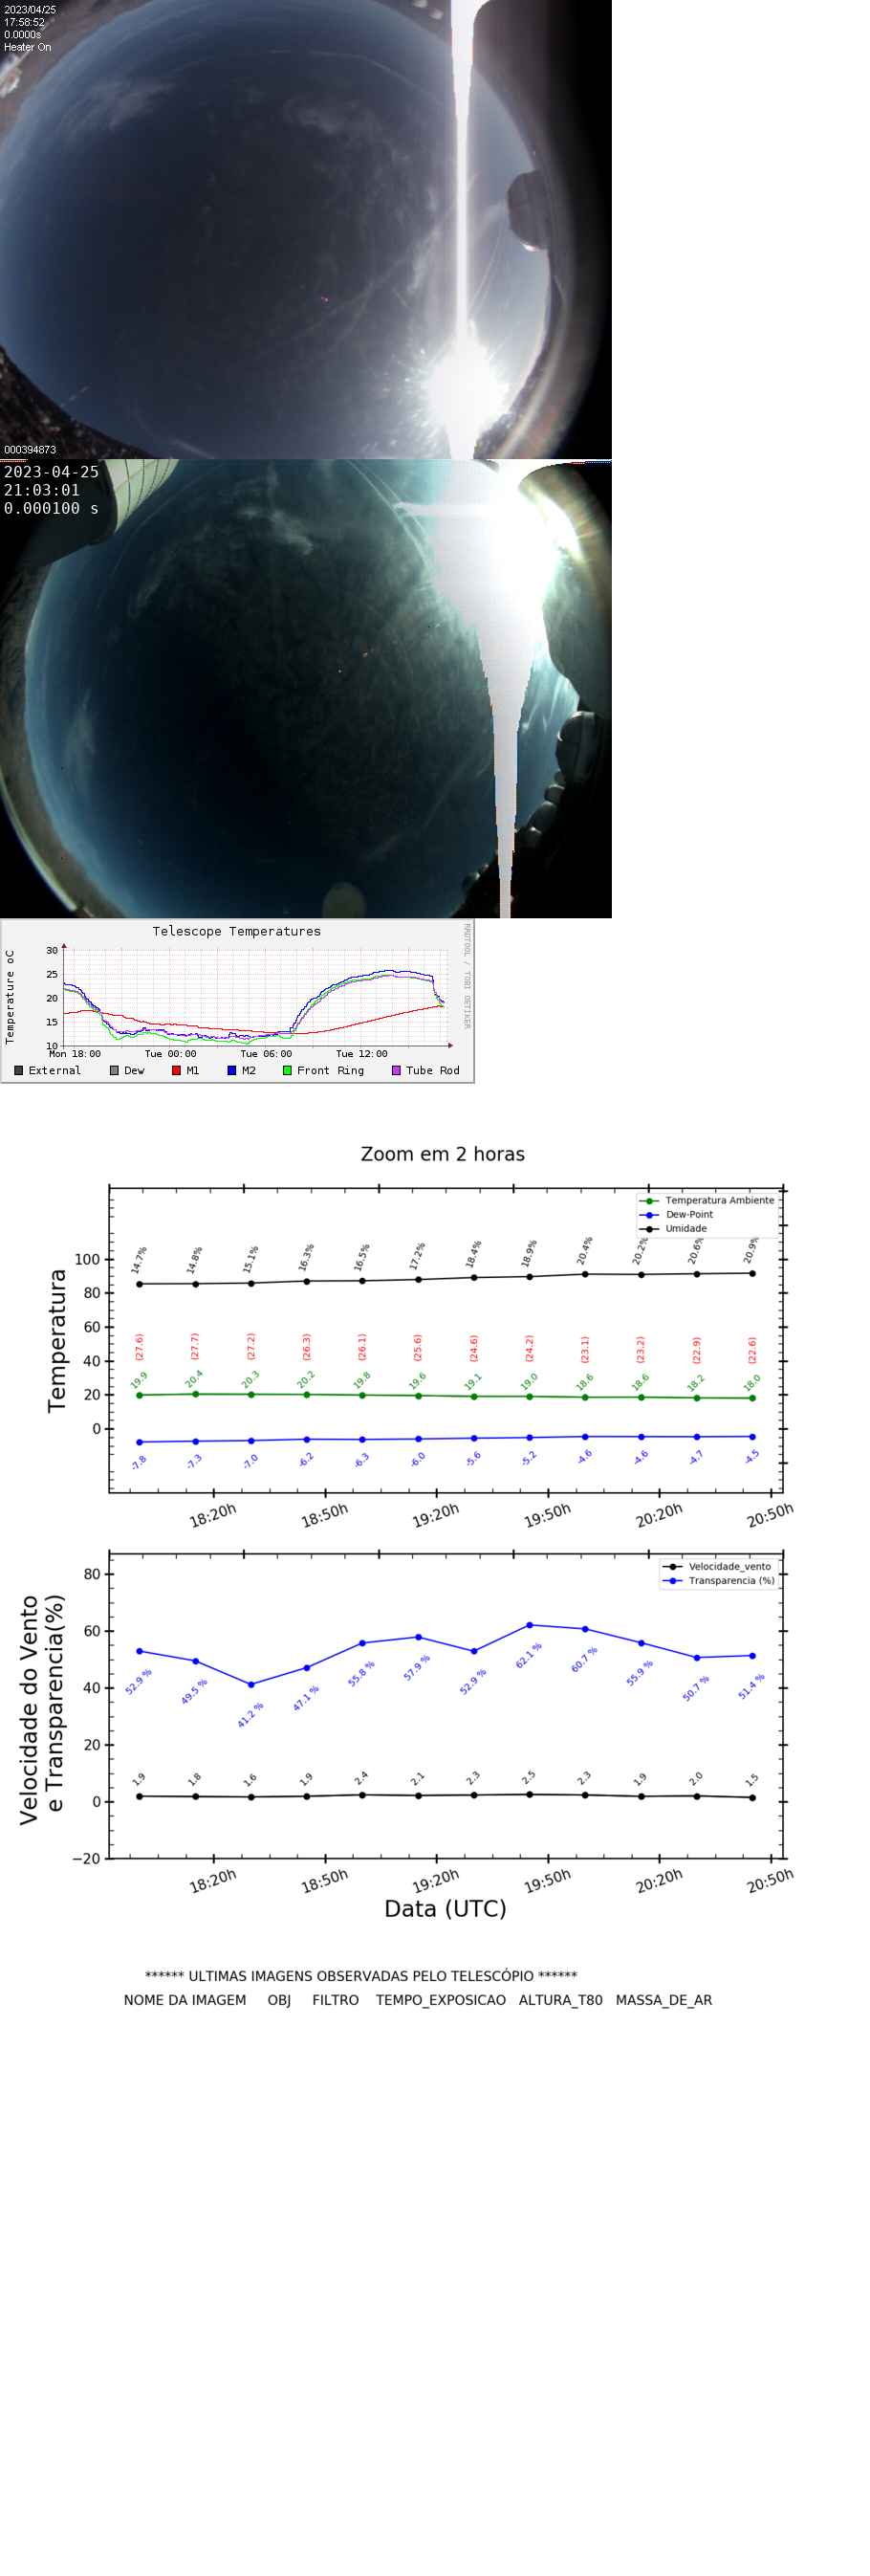 2023/04/25
17:58:52
0.0000s
Heater On
000394873
2023-04-25
21:03:01
0.000100 s
Telescope Temperatures
RRDTOOL / TOBI OETIKER
Temperature oC
30
25
20
15
10
Mon 18:00 Tue 00:00 Tue 06:00 Tue 12:00
External Dew M1 M2 Front Ring Tube Rod
Zoom em 2 horas
Temperatura Ambiente
Dew-Point
Umidade
Temperatura
100
80
60
40
20
0
14.7% 14.8% 15.1% 16.3% 16.5% 17.2% 18.4% 18.9% 20.4% 20.2% 20.6% 20.9%
(27.6) (27.7) (27.2) (26.3) (26.1) (25.6) (24.6) (24.2) (23.1) (23.2) (22.9) (22.6)
19.9 20.4 20.3 20.2 19.8 19.6 19.1 19.0 18.6 18.6 18.2 18.0
-7.8 -7.3 -7.0 -6.2 -6.3 -6.0 -5.6 -5.2 -4.6 -4.6 -4.7 -4.5
18:20h 18:50h 19:20h 19:50h 20:20h 20:50h
Velocidade_vento
Transparencia (%)
Velocidade do Vento
e Transparencia(%)
80
60
40
20
0
−20
52.9 % 49.5 % 41.2 % 47.1 % 55.8 % 57.9 % 52.9 % 62.1 % 60.7 % 55.9 % 50.7 % 51.4 %
1.9 1.8 1.6 1.9 2.4 2.1 2.3 2.5 2.3 1.9 2.0 1.5
18:20h 18:50h 19:20h 19:50h 20:20h 20:50h
Data (UTC)
****** ULTIMAS IMAGENS OBSERVADAS PELO TELESCÓPIO ******
NOME DA IMAGEM OBJ FILTRO TEMPO_EXPOSICAO ALTURA_T80 MASSA_DE_AR